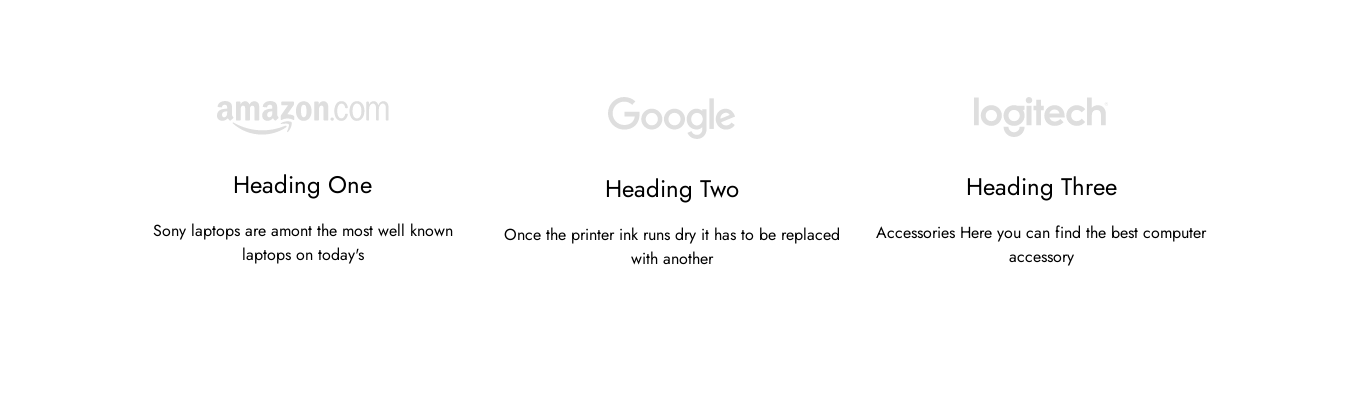 amazon.com
Google
logitech
Heading One
Heading Two
Heading Three
Sony laptops are amont the most well known
laptops on today's
Once the printer ink runs dry it has to be replaced
with another
Accessories Here you can find the best computer
accessory